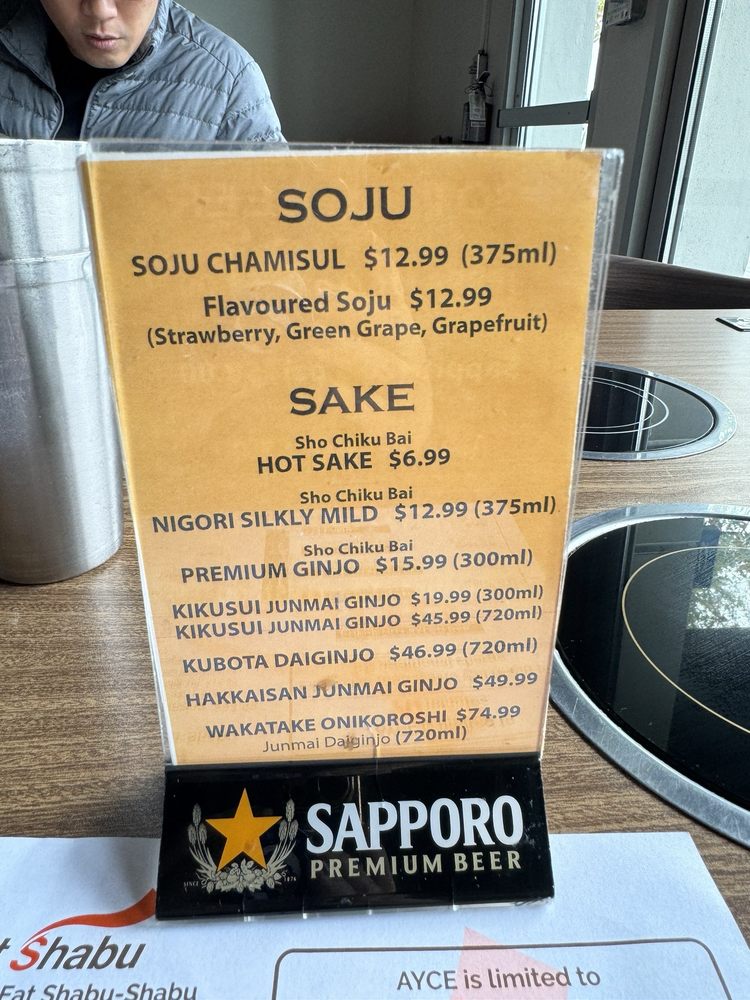 SOJU
SOJU CHAMISUL $12.99 (375ml)
Flavoured Soju $12.99
(Strawberry, Green Grape, Grapefruit)
SAKE
Sho Chiku Bai
HOT SAKE $6.99
Sho Chiku Bai
NIGORI SILKLY MILD $12.99 (375ml)
Sho Chiku Bai
PREMIUM GINJO $15.99 (300ml)
KIKUSUI JUNMAI GINJO $19.99 (300ml)
KIKUSUI JUNMAI GINJO $45.99 (720ml)
KUBOTA DAIGINJO $46.99 (720ml)
HAKKAISAN JUNMAI GINJO $49.99
WAKATAKE ONIKOROSHI $74.99
Junmai Daiginjo (720ml)
SAPPORO
PREMIUM BEER
SINCE 1876
t Shabu
Eat Shabu-Shabu
AYCE is limited to